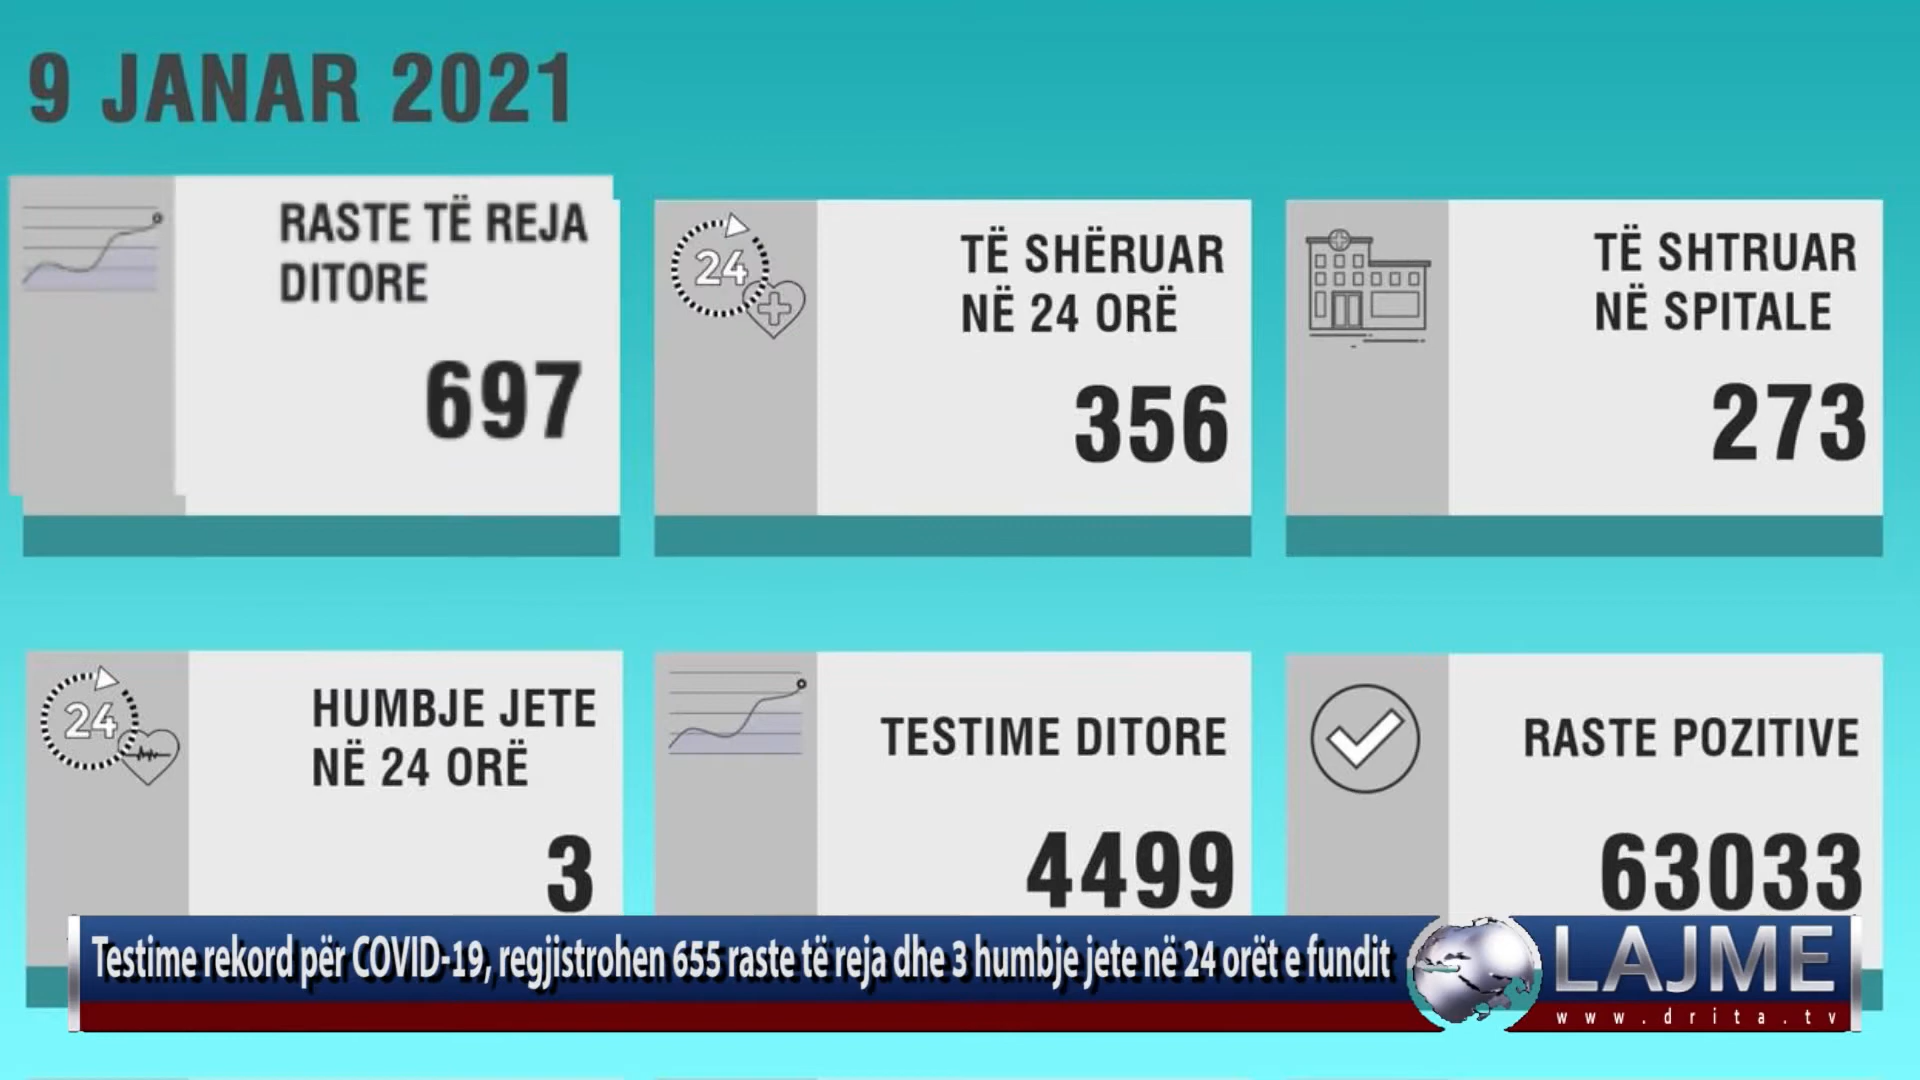 9 JANAR 2021
RASTE TË REJA
DITORE
697
24
TË SHËRUAR
NË 24 ORË
356
TË SHTRUAR
NË SPITALE
273
24
HUMBJE JETE
NË 24 ORË
3
TESTIME DITORE
4499
RASTE POZITIVE
63033
Testime rekord për COVID-19, regjistrohen 655 raste të reja dhe 3 humbje jete në 24 orët e fundit
LAJME
www.drita.tv